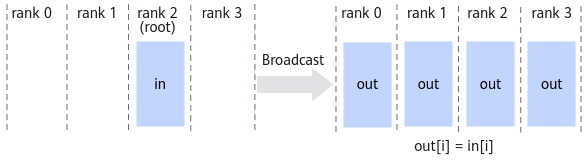 rank 0 rank 1 rank 2 rank 3
(root)
in
Broadcast
rank 0 rank 1 rank 2 rank 3
out out out out
out[i] = in[i]